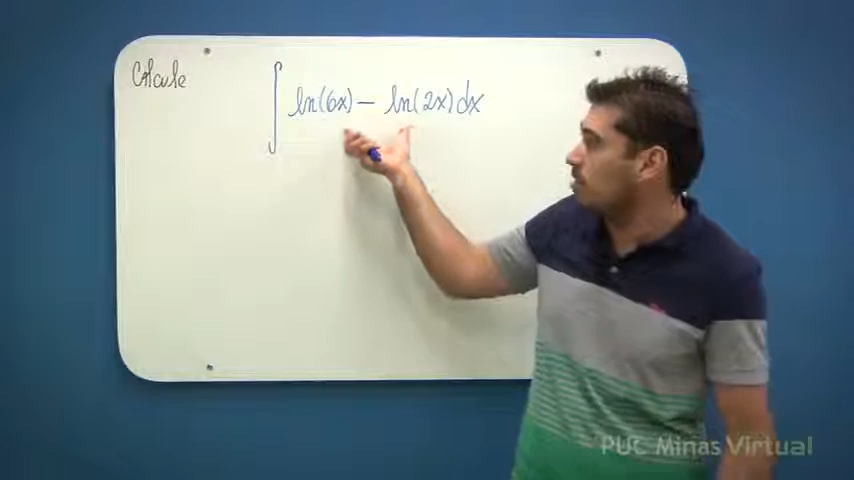 Calcule
∫ ln(6x) – ln(2x) dx
PUC Minas Virtual